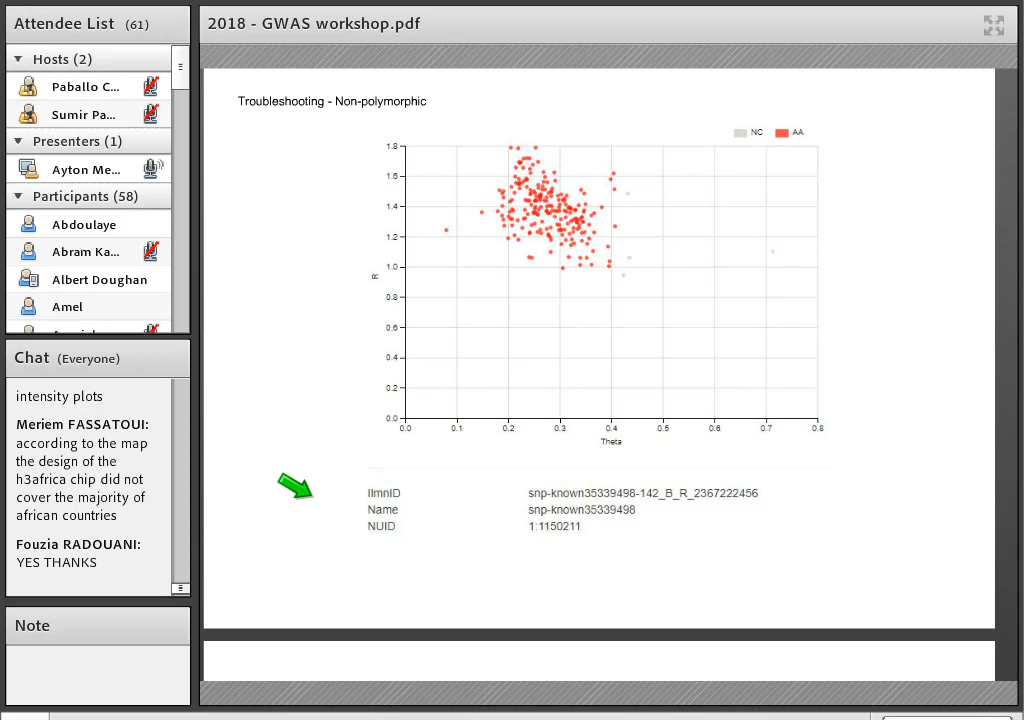 Attendee List (61)
Hosts (2)
Paballo C...
Sumir Pa...
Presenters (1)
Ayton Me...
Participants (58)
Abdoulaye
Abram Ka...
Albert Doughan
Amel
Chat (Everyone)
intensity plots
Meriem FASSATOUI:
according to the map
the design of the
h3africa chip did not
cover the majority of
african countries
Fouzia RADOUANI:
YES THANKS
Note
2018 - GWAS workshop.pdf
Troubleshooting - Non-polymorphic
NC AA
1.8
1.6
1.4
1.2
1.0
0.8
0.6
0.4
0.2
0.0
R
0.0 0.1 0.2 0.3 0.4 0.5 0.6 0.7 0.8
Theta
IlmnID snp-known35339498-142_B_R_2367222456
Name snp-known35339498
NUID 1:1150211